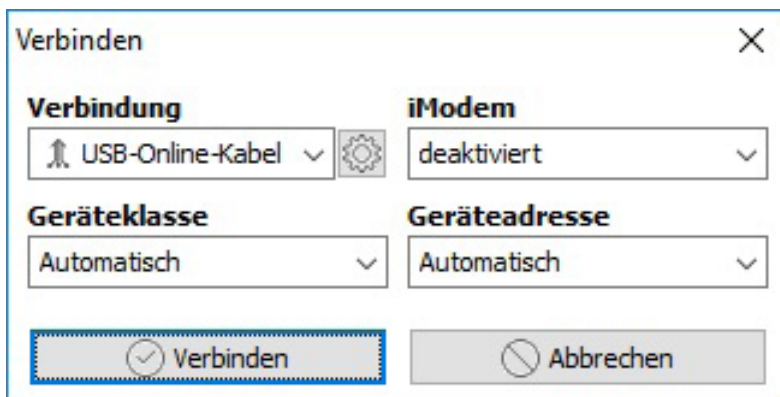 Verbinden
Verbindung
iModem
USB-Online-Kabel
deaktiviert
Geräteklasse
Geräteadresse
Automatisch
Automatisch
Verbinden
Abbrechen